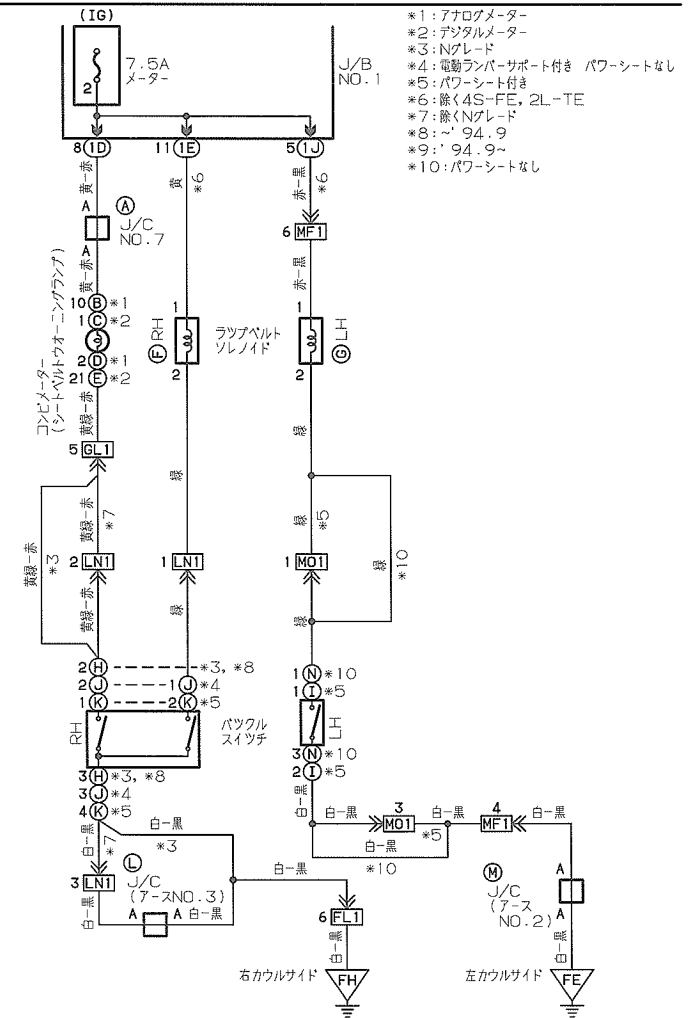 (IG)
7.5A
メーター
2
J/B
NO.1
*1:アナログメーター
*2:デジタルメーター
*3:Nグレード
*4:電動ランバーサポート付き パワーシートなし
*5:パワーシート付き
*6:除く4S-FE, 2L-TE
*7:除くNグレード
*8:~'94.9
*9:'94.9~
*10:パワーシートなし
8 1D
11 1E
5 1J
黄-赤
黄
*6
赤-黒
*6
A
A
J/C
NO.7
A
6 MF1
黄-赤
赤-黒
10 B *1
1 C *2
2 D *1
21 E *2
コンビメーター
(シートベルトウオーニングランプ)
1
F RH
2
ラツプベルト
ソレノイド
1
G LH
2
黄緑-赤
緑
緑
5 GL1
黄緑-赤
*7
黄緑-赤
*3
緑
*5
緑
*10
2 LN1
1 LN1
1 MO1
黄緑-赤
緑
緑
2 H *3, *8
2 J 1 J *4
1 K 2 K *5
1 N *10
1 I *5
RH
バツクル
スイツチ
LH
3 H *3, *8
3 J *4
4 K *5
3 N *10
2 I *5
白-黒
*7
白-黒
*3
白-黒
3
MO1
*5
白-黒
4
MF1
白-黒
白-黒
*10
3 LN1
L
J/C
(アースNO.3)
白-黒
A A 白-黒
白-黒
6 FL1
M
J/C
(アース
NO.2)
A
A
白-黒
白-黒
右カウルサイド
FH
左カウルサイド
FE